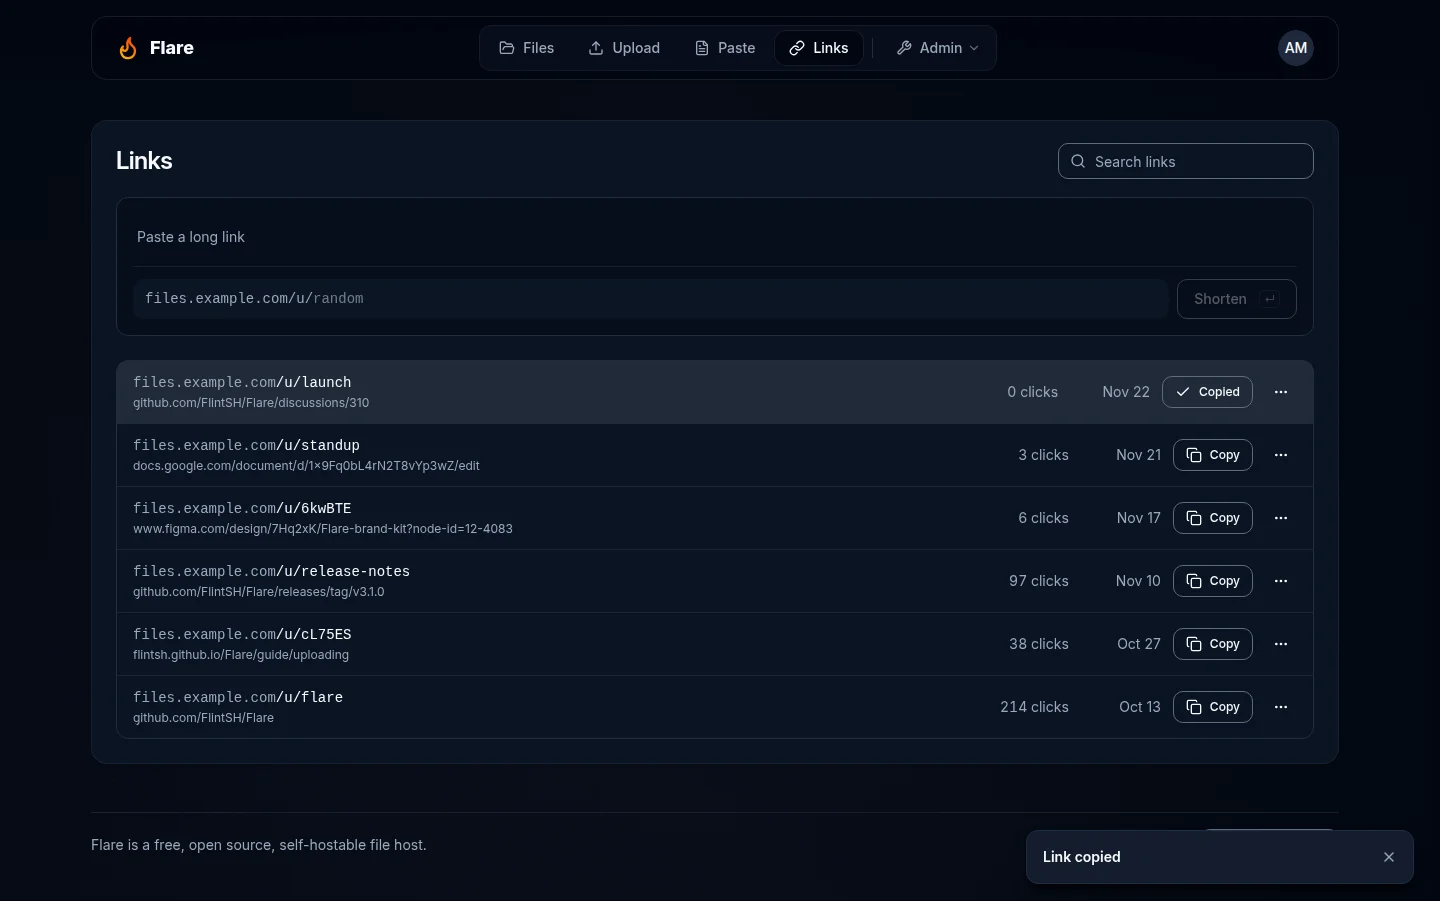 Flare
Files
Upload
Paste
Links
Admin
AM
Links
Search links
Paste a long link
files.example.com/u/random
Shorten
files.example.com/u/launch
github.com/FlintSH/Flare/discussions/310
0 clicks
Nov 22
Copied
files.example.com/u/standup
docs.google.com/document/d/1x9Fq0bL4rN2T8vYp3wZ/edit
3 clicks
Nov 21
Copy
files.example.com/u/6kwBTE
www.figma.com/design/7Hq2xK/Flare-brand-kit?node-id=12-4083
6 clicks
Nov 17
Copy
files.example.com/u/release-notes
github.com/FlintSH/Flare/releases/tag/v3.1.0
97 clicks
Nov 10
Copy
files.example.com/u/cL75ES
flintsh.github.io/Flare/guide/uploading
38 clicks
Oct 27
Copy
files.example.com/u/flare
github.com/FlintSH/Flare
214 clicks
Oct 13
Copy
Flare is a free, open source, self-hostable file host.
Link copied